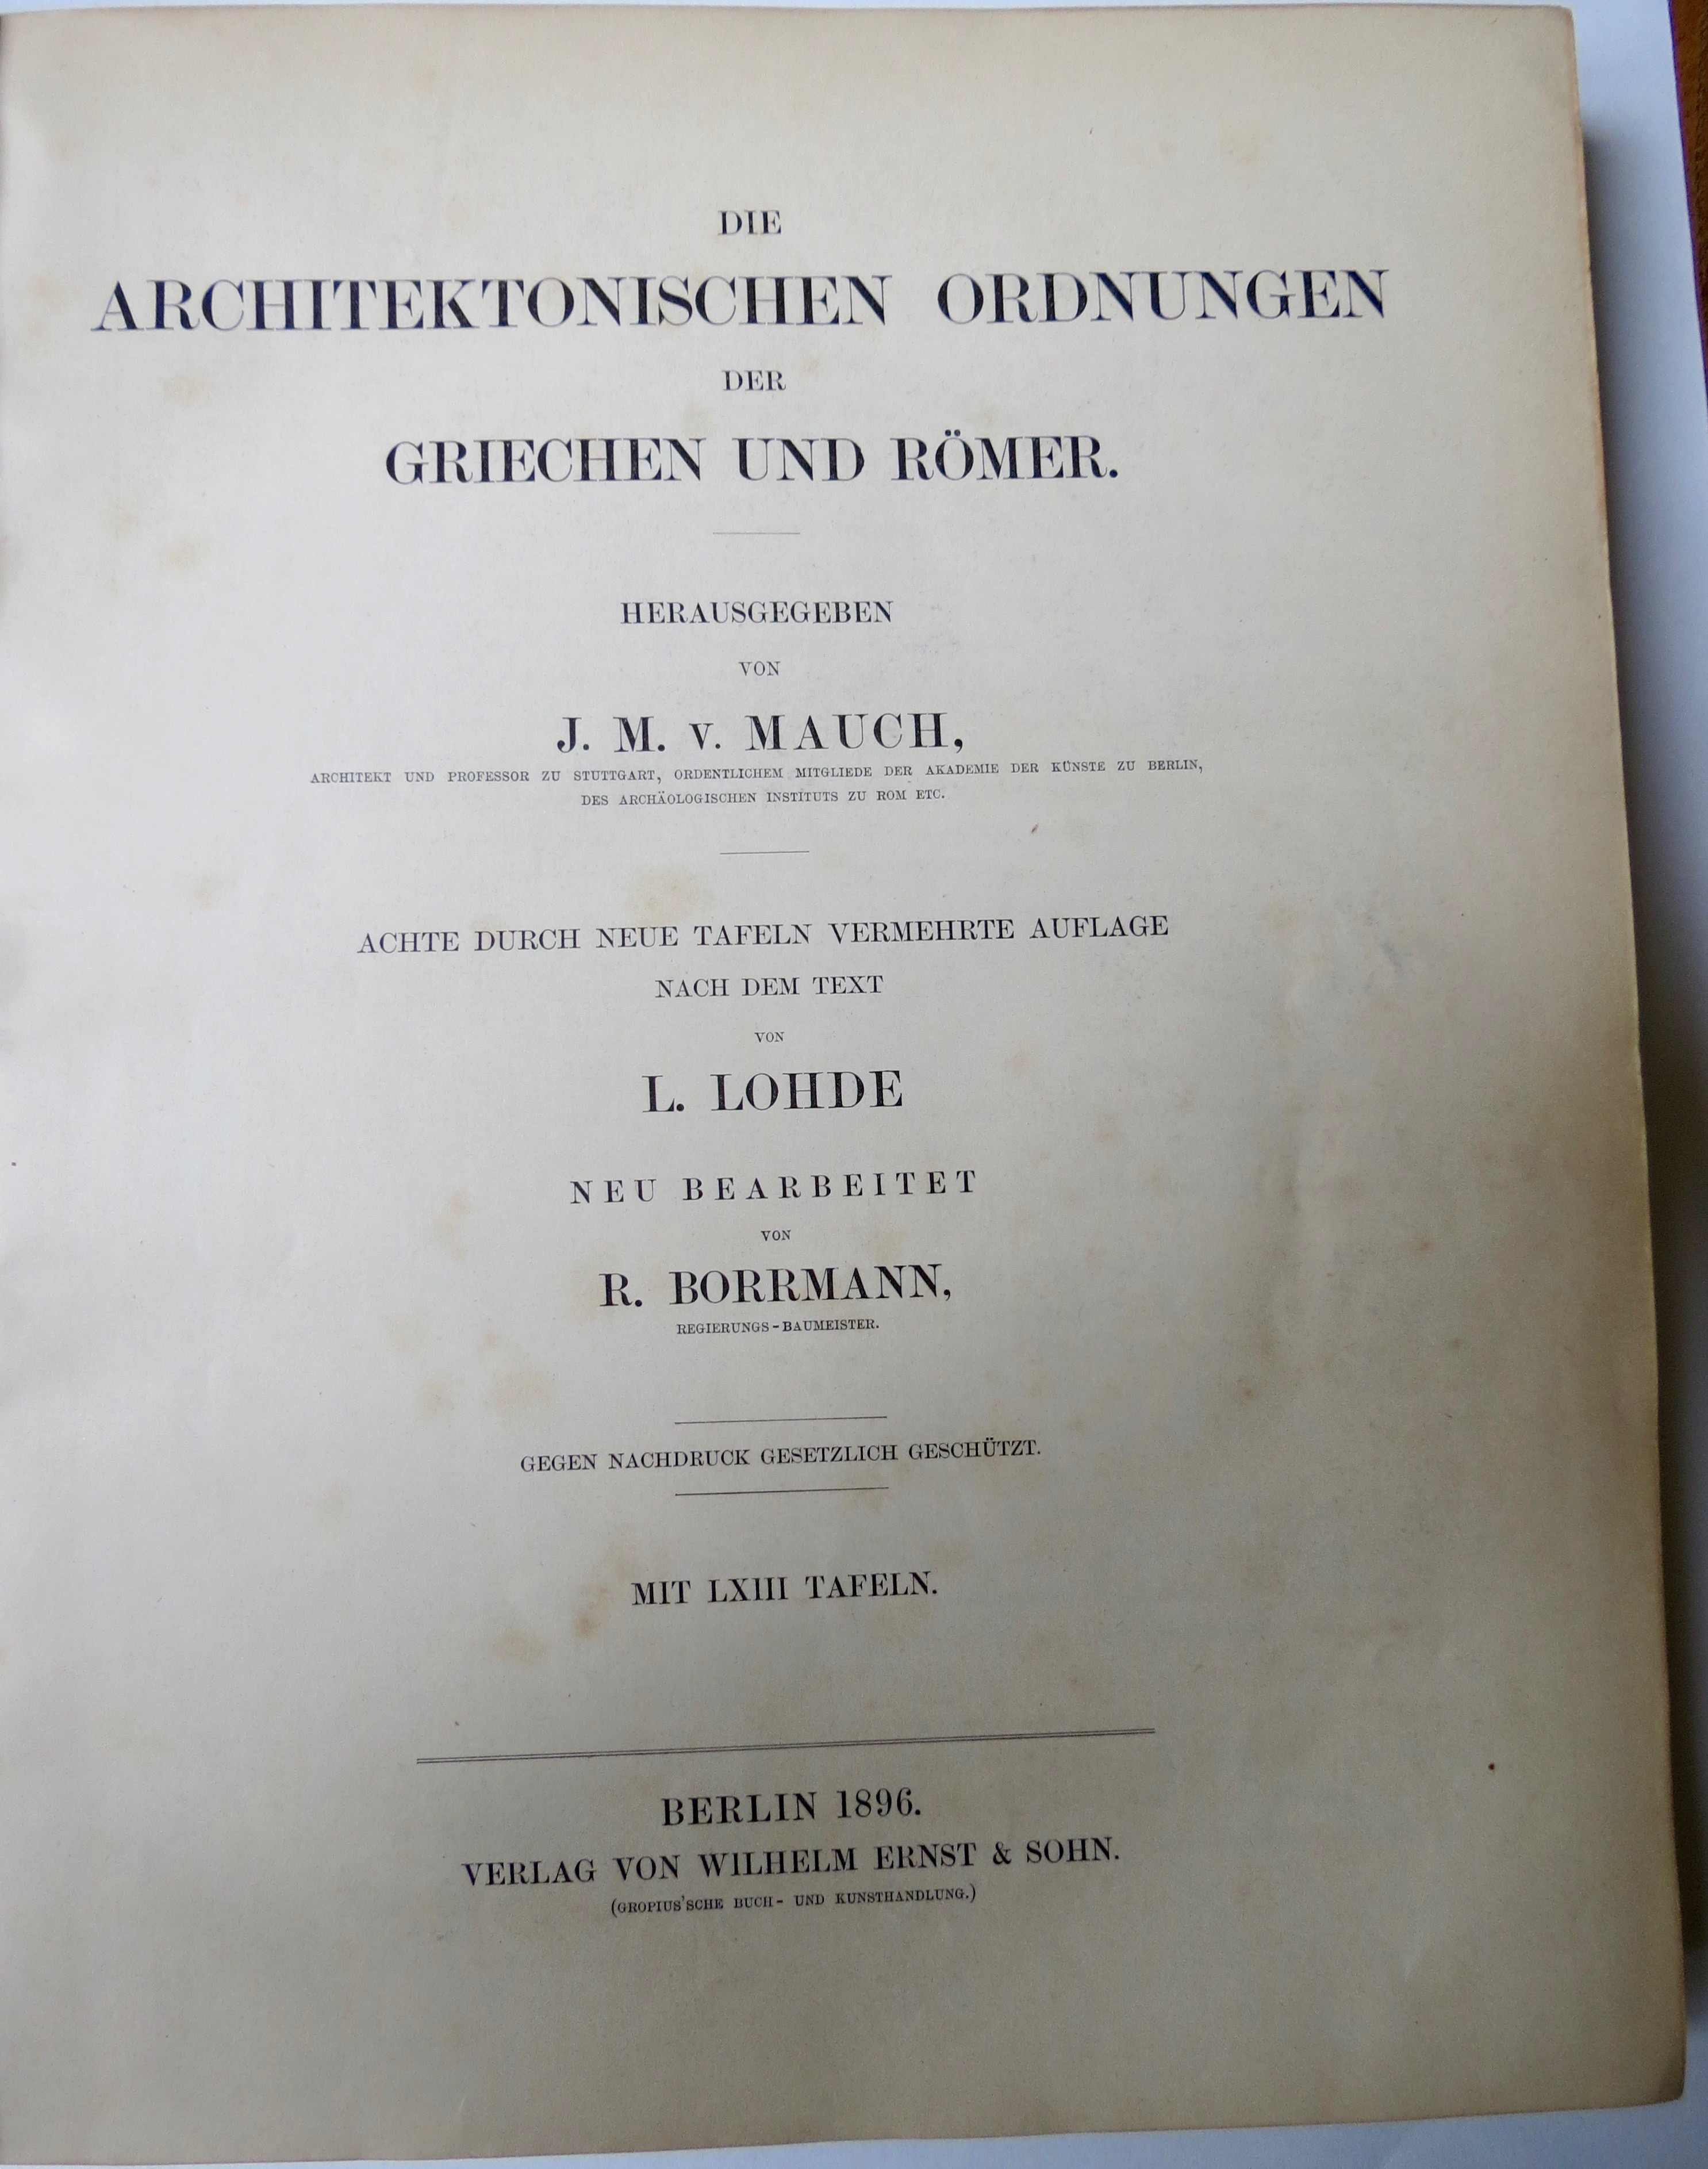 DIE
ARCHITEKTONISCHEN ORDNUNGEN
DER
GRIECHEN UND RÖMER.
HERAUSGEGEBEN
VON
J. M. v. MAUCH,
ARCHITEKT UND PROFESSOR ZU STUTTGART, ORDENTLICHEM MITGLIEDE DER AKADEMIE DER KÜNSTE ZU BERLIN,
DES ARCHÄOLOGISCHEN INSTITUTS ZU ROM ETC.
ACHTE DURCH NEUE TAFELN VERMEHRTE AUFLAGE
NACH DEM TEXT
VON
L. LOHDE
NEU BEARBEITET
VON
R. BORRMANN,
REGIERUNGS-BAUMEISTER.
GEGEN NACHDRUCK GESETZLICH GESCHÜTZT.
MIT LXIII TAFELN.
BERLIN 1896.
VERLAG VON WILHELM ERNST & SOHN.
(GROPIUS'SCHE BUCH- UND KUNSTHANDLUNG.)